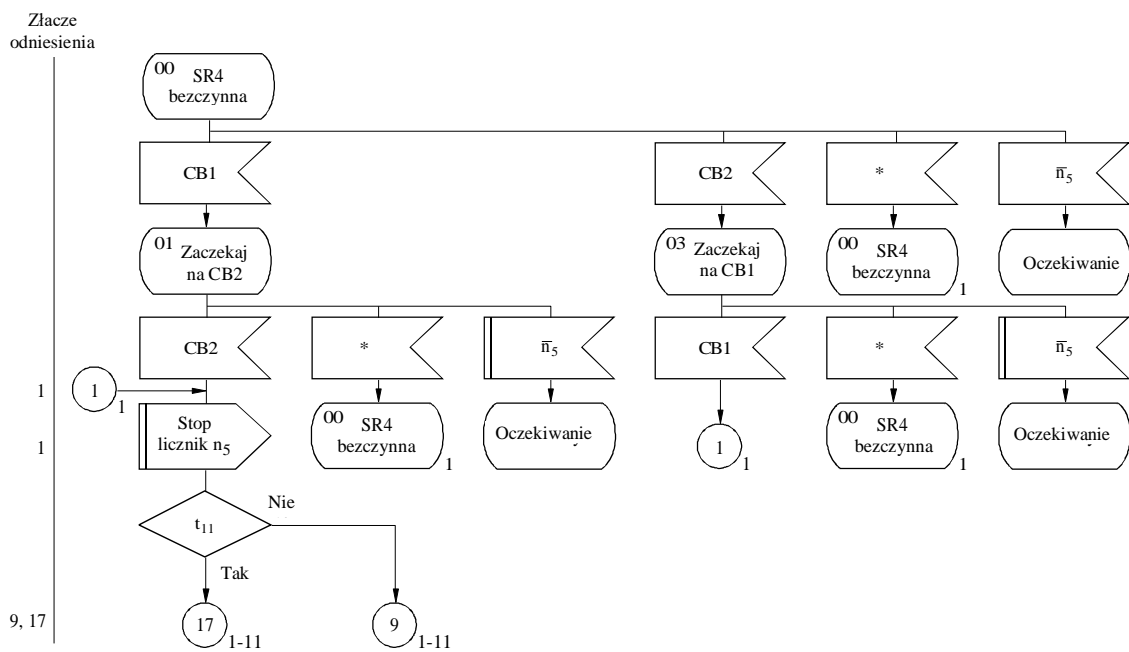 Złacze
odniesienia
00
SR4
bezczynna
CB1
CB2
*
n̅5
01 Zaczekaj
na CB2
03 Zaczekaj
na CB1
00
SR4
bezczynna
1
Oczekiwanie
CB2
*
n̅5
CB1
*
n̅5
1
1
1
Stop
licznik n5
00
SR4
bezczynna
1
Oczekiwanie
1
1
00
SR4
bezczynna
1
Oczekiwanie
1
t11
Nie
Tak
9, 17
17
1-11
9
1-11